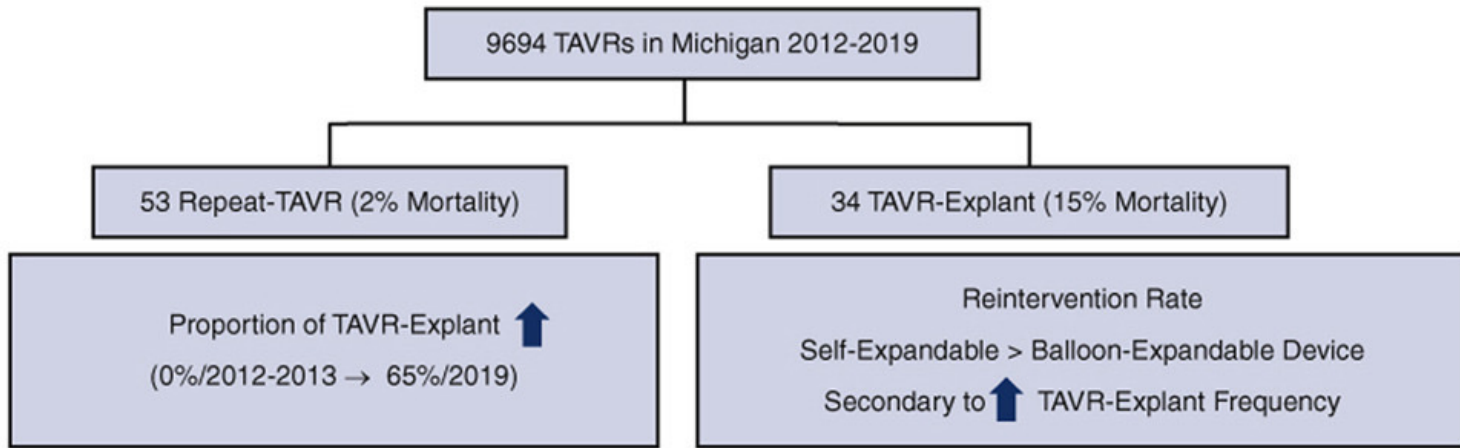 9694 TAVRs in Michigan 2012-2019
53 Repeat-TAVR (2% Mortality)
34 TAVR-Explant (15% Mortality)
Proportion of TAVR-Explant
(0%/2012-2013 → 65%/2019)
Reintervention Rate
Self-Expandable > Balloon-Expandable Device
Secondary to TAVR-Explant Frequency